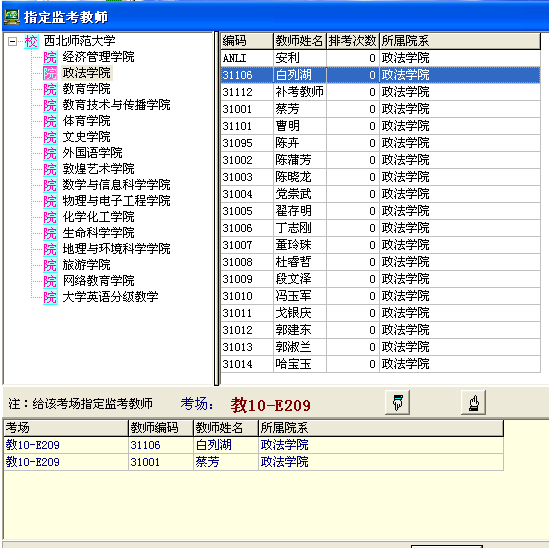 指定监考教师
校 西北师范大学
院 经济管理学院
院 政法学院
院 教育学院
院 教育技术与传播学院
院 体育学院
院 文史学院
院 外国语学院
院 敦煌艺术学院
院 数学与信息科学学院
院 物理与电子工程学院
院 化学化工学院
院 生命科学学院
院 地理与环境科学学院
院 旅游学院
院 网络教育学院
院 大学英语分级教学
编码 教师姓名 排考次数 所属院系
ANLI 安利 0 政法学院
31106 白列湖 0 政法学院
31112 补考教师 0 政法学院
31001 蔡芳 0 政法学院
31101 曹明 0 政法学院
31095 陈卉 0 政法学院
31002 陈蒲芳 0 政法学院
31003 陈晓龙 0 政法学院
31004 党崇武 0 政法学院
31005 翟存明 0 政法学院
31006 丁志刚 0 政法学院
31007 董玲珠 0 政法学院
31008 杜睿哲 0 政法学院
31009 段文泽 0 政法学院
31010 冯玉军 0 政法学院
31011 戈银庆 0 政法学院
31012 郭建东 0 政法学院
31013 郭淑兰 0 政法学院
31014 哈宝玉 0 政法学院
注：给该考场指定监考教师 考场： 教10-E209
考场 教师编码 教师姓名 所属院系
教10-E209 31106 白列湖 政法学院
教10-E209 31001 蔡芳 政法学院